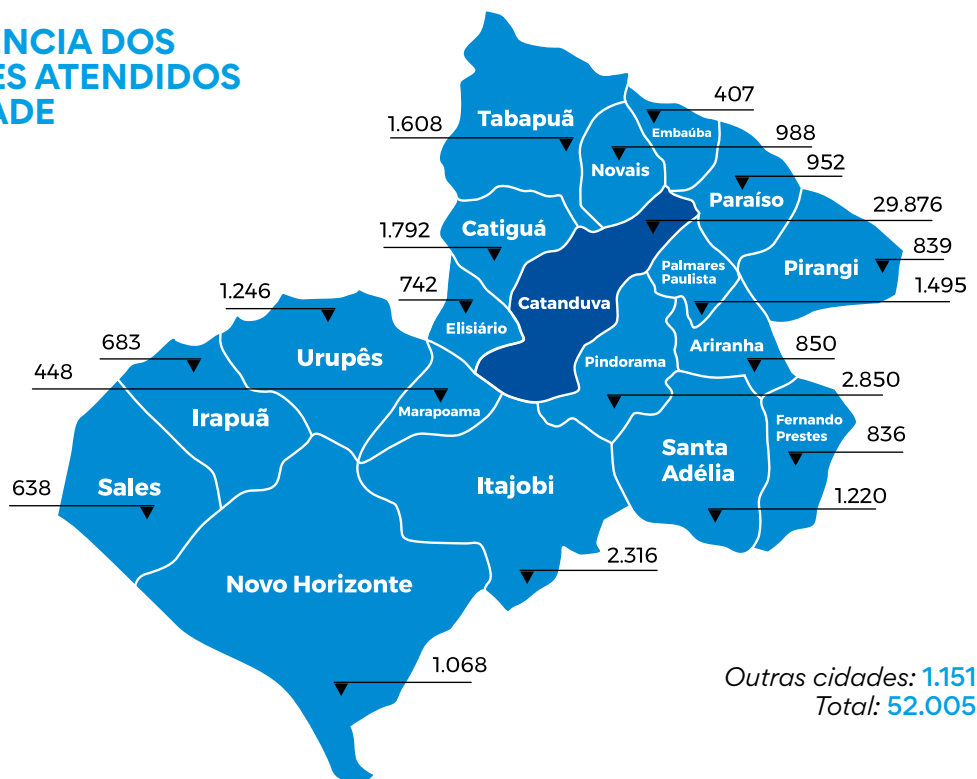 ÊNCIA DOS
ES ATENDIDOS
ADE
407
1.608
Tabapuã
Embaúba
988
Novais
952
Paraíso
29.876
1.792
Catiguá
839
Pirangi
Palmares
Paulista
1.495
742
Elisiário
Catanduva
1.246
Urupês
683
Ariranha
850
Pindorama
448
Marapoama
2.850
Irapuã
Fernando
Prestes
836
Santa
Adélia
1.220
638
Sales
Itajobi
2.316
Novo Horizonte
1.068
Outras cidades: 1.151
Total: 52.005